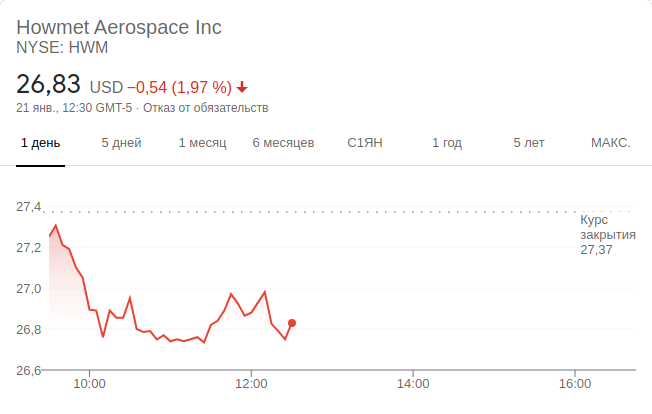 Howmet Aerospace Inc
NYSE: HWM
26,83 USD −0,54 (1,97 %)
21 янв., 12:30 GMT-5 · Отказ от обязательств
1 день 5 дней 1 месяц 6 месяцев С1ЯН 1 год 5 лет МАКС.
27,4
Курс
закрытия
27,37
27,2
27,0
26,8
26,6
10:00 12:00 14:00 16:00